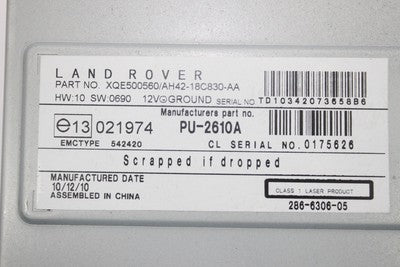 LAND ROVER
PART NO. XQE500560/AH42-18C830-AA
HW:10 SW:0690 12V⊖GROUND SERIAL NO TD10342073658B6
Manufacturers part no.
e13 021974 PU-2610A
EMCTYPE 542420 CL SERIAL NO.0175626
Scrapped if dropped
MANUFACTURED DATE
10/12/10
ASSEMBLED IN CHINA
CLASS 1 LASER PRODUCT
286-6306-05